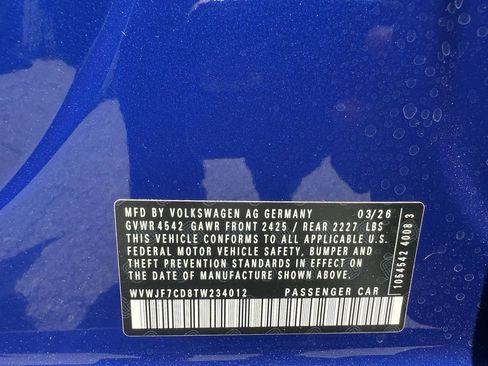 MFD BY VOLKSWAGEN AG GERMANY 03/26
GVWR 4542 GAWR FRONT 2425 / REAR 2227 LBS
THIS VEHICLE CONFORMS TO ALL APPLICABLE
FEDERAL MOTOR VEHICLE SAFETY, BUMPER AND
THEFT PREVENTION STANDARDS IN EFFECT ON
THE DATE OF MANUFACTURE SHOWN ABOVE.
WVWJF7CD8TW234012 PASSENGER CAR
1054542 4008 3